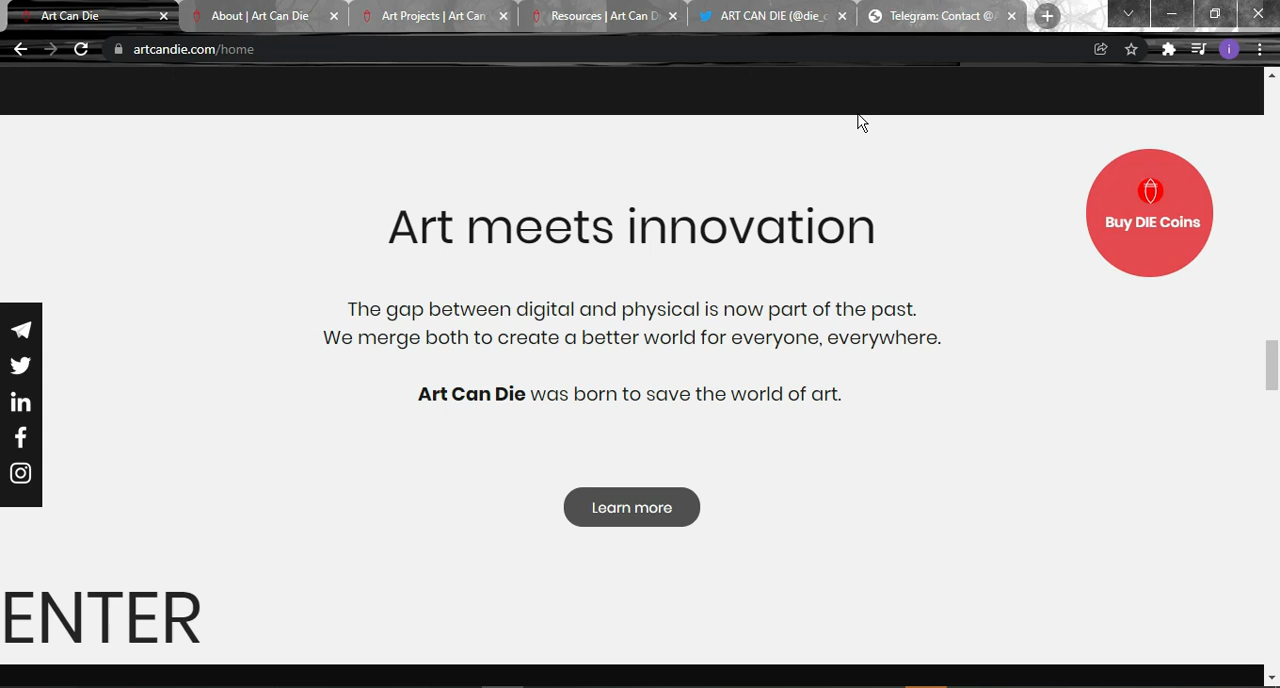 Art Can Die
About | Art Can Die
Art Projects | Art Can
Resources | Art Can D
ART CAN DIE (@die_
Telegram: Contact @
artcandie.com/home
Buy DIE Coins
Art meets innovation
The gap between digital and physical is now part of the past.
We merge both to create a better world for everyone, everywhere.
Art Can Die was born to save the world of art.
Learn more
ENTER